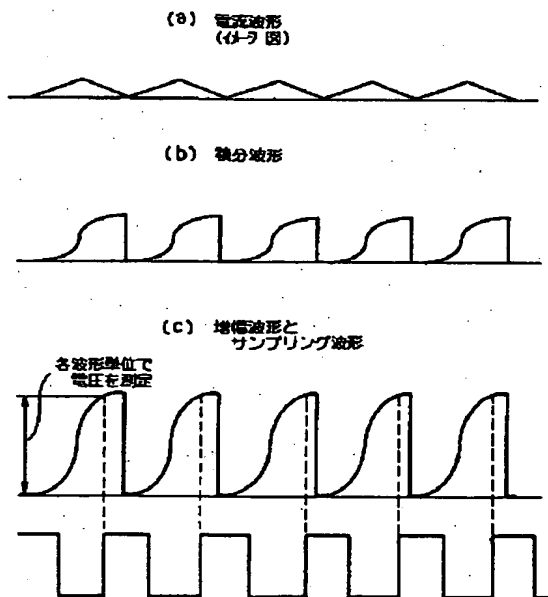 (a) 電流波形
(イメージ図)
(b) 積分波形
(c) 増幅波形と
サンプリング波形
各波形単位で
電圧を測定